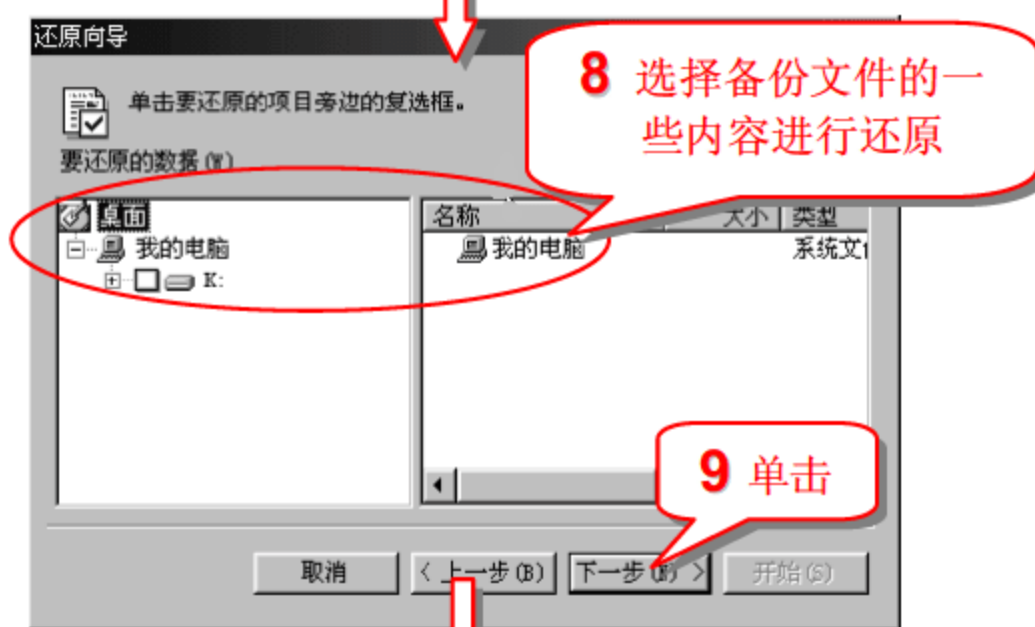 还原向导
8 选择备份文件的一
些内容进行还原
单击要还原的项目旁边的复选框。
要还原的数据(W)
桌面
名称 大小 类型
我的电脑
我的电脑 系统文
K:
9 单击
取消 < 上一步(B) 下一步(N) > 开始(S)